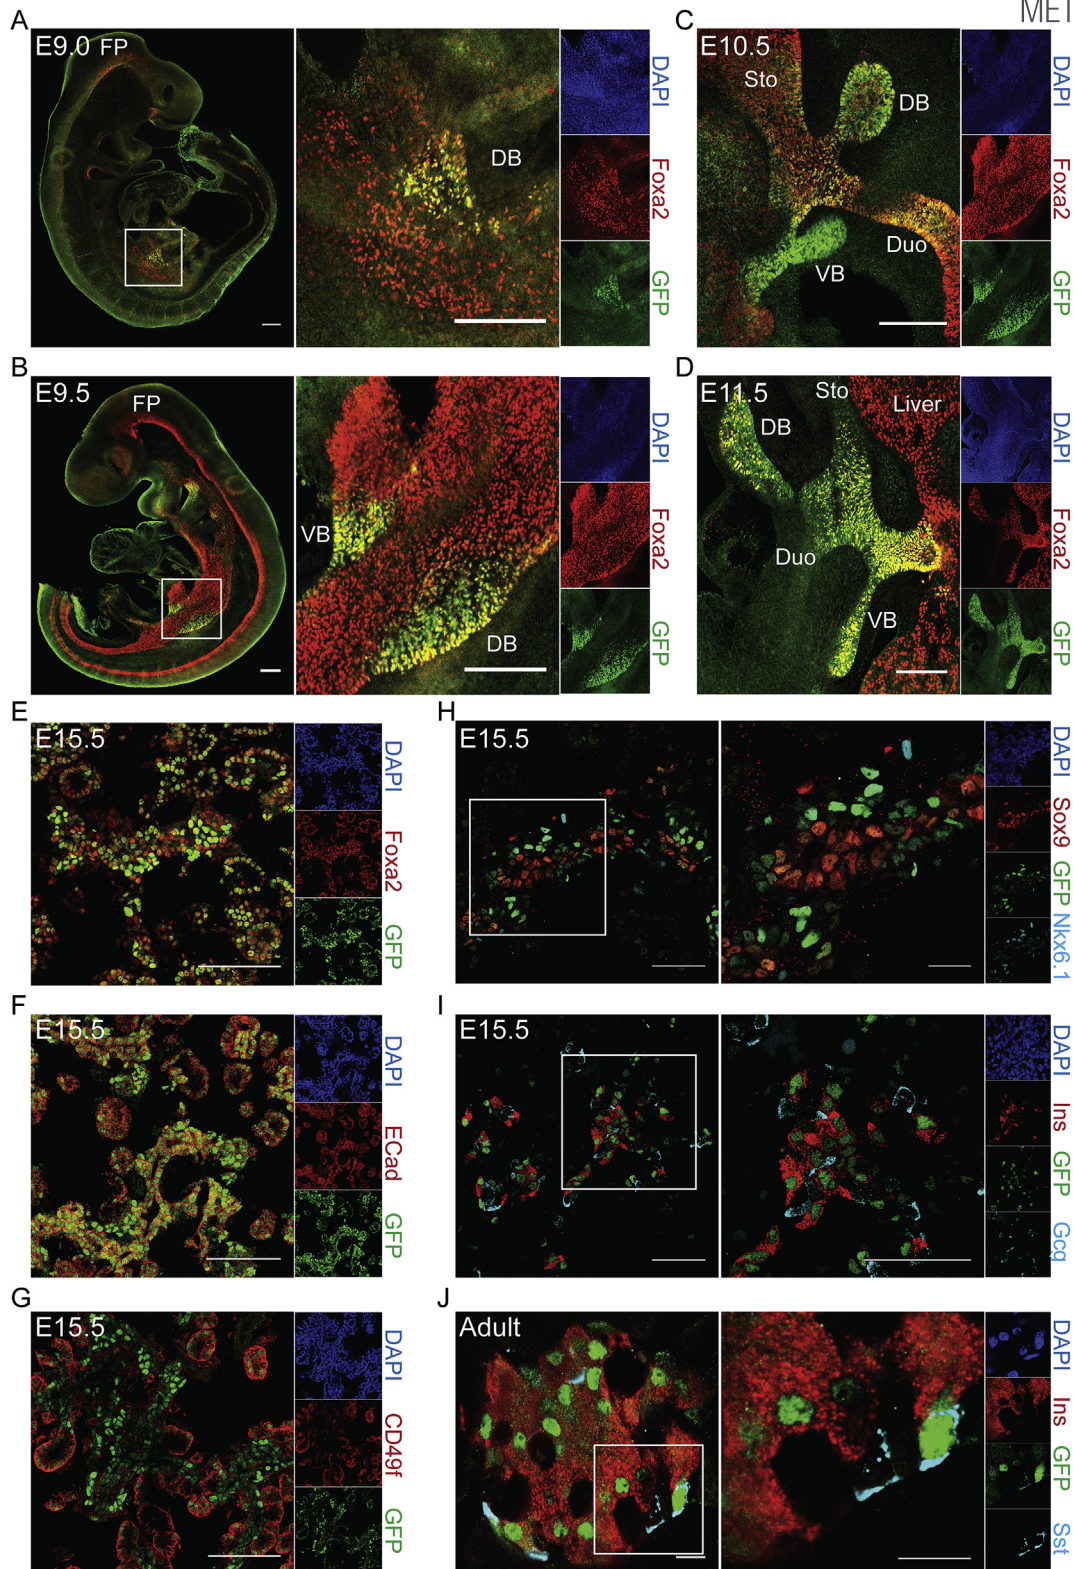 MET
A
E9.0 FP
DB
DAPI
Foxa2
GFP
C
E10.5
Sto
DB
Duo
VB
DAPI
Foxa2
GFP
B
E9.5
FP
VB
DB
DAPI
Foxa2
GFP
D
E11.5
Sto
Liver
DB
Duo
VB
DAPI
Foxa2
GFP
E
E15.5
DAPI
Foxa2
GFP
H
E15.5
DAPI
Sox9
GFP
Nkx6.1
F
E15.5
DAPI
ECad
GFP
I
E15.5
DAPI
Ins
GFP
Gcg
G
E15.5
DAPI
CD49f
GFP
J
Adult
DAPI
Ins
GFP
Sst